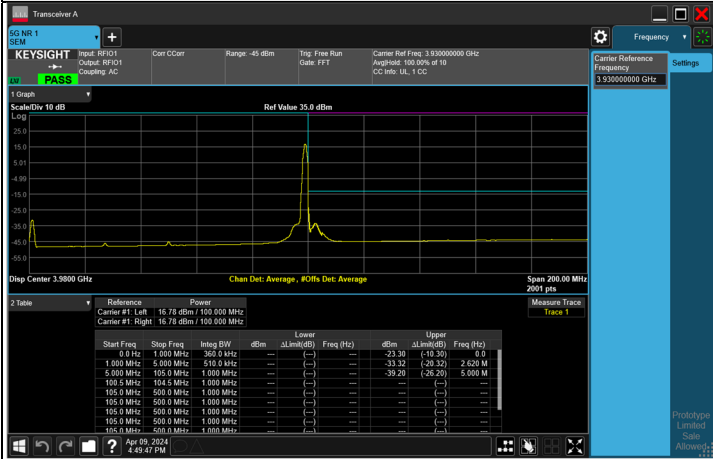 Transceiver A
5G NR 1
SEM
Frequency
KEYSIGHT
Input: RFIO1
Output: RFIO1
Coupling: AC
Corr CCorr
Range: -45 dBm
Trig: Free Run
Gate: FFT
Carrier Ref Freq: 3.930000000 GHz
Avg|Hold: 100.00% of 10
CC Info: UL, 1 CC
PASS
Carrier Reference
Frequency
3.930000000 GHz
Settings
1 Graph
Scale/Div 10 dB
Ref Value 35.0 dBm
Log
25.0
15.0
5.01
-4.99
-15.0
-25.0
-35.0
-45.0
-55.0
Disp Center 3.9800 GHz
Chan Det: Average , #Offs Det: Average
Span 200.00 MHz
2001 pts
2 Table
Reference Power
Carrier #1: Left 16.78 dBm / 100.000 MHz
Carrier #1: Right 16.78 dBm / 100.000 MHz
Measure Trace
Trace 1
Lower Upper
Start Freq Stop Freq Integ BW dBm ΔLimit(dB) Freq (Hz) dBm ΔLimit(dB) Freq (Hz)
0.0 Hz 1.000 MHz 360.0 kHz --- (---) --- -23.30 (-10.30) 0.0
1.000 MHz 5.000 MHz 510.0 kHz --- (---) --- -33.32 (-20.32) 2.620 M
5.000 MHz 105.0 MHz 1.000 MHz --- (---) --- -39.20 (-26.20) 5.000 M
100.5 MHz 104.5 MHz 1.000 MHz --- (---) --- --- (---) ---
105.0 MHz 500.0 MHz 1.000 MHz --- (---) --- --- (---) ---
105.0 MHz 500.0 MHz 1.000 MHz --- (---) --- --- (---) ---
105.0 MHz 500.0 MHz 1.000 MHz --- (---) --- --- (---) ---
105.0 MHz 500.0 MHz 1.000 MHz --- (---) --- --- (---) ---
Prototype
Limited
Sale
Allowed
?
Apr 09, 2024
4:49:47 PM